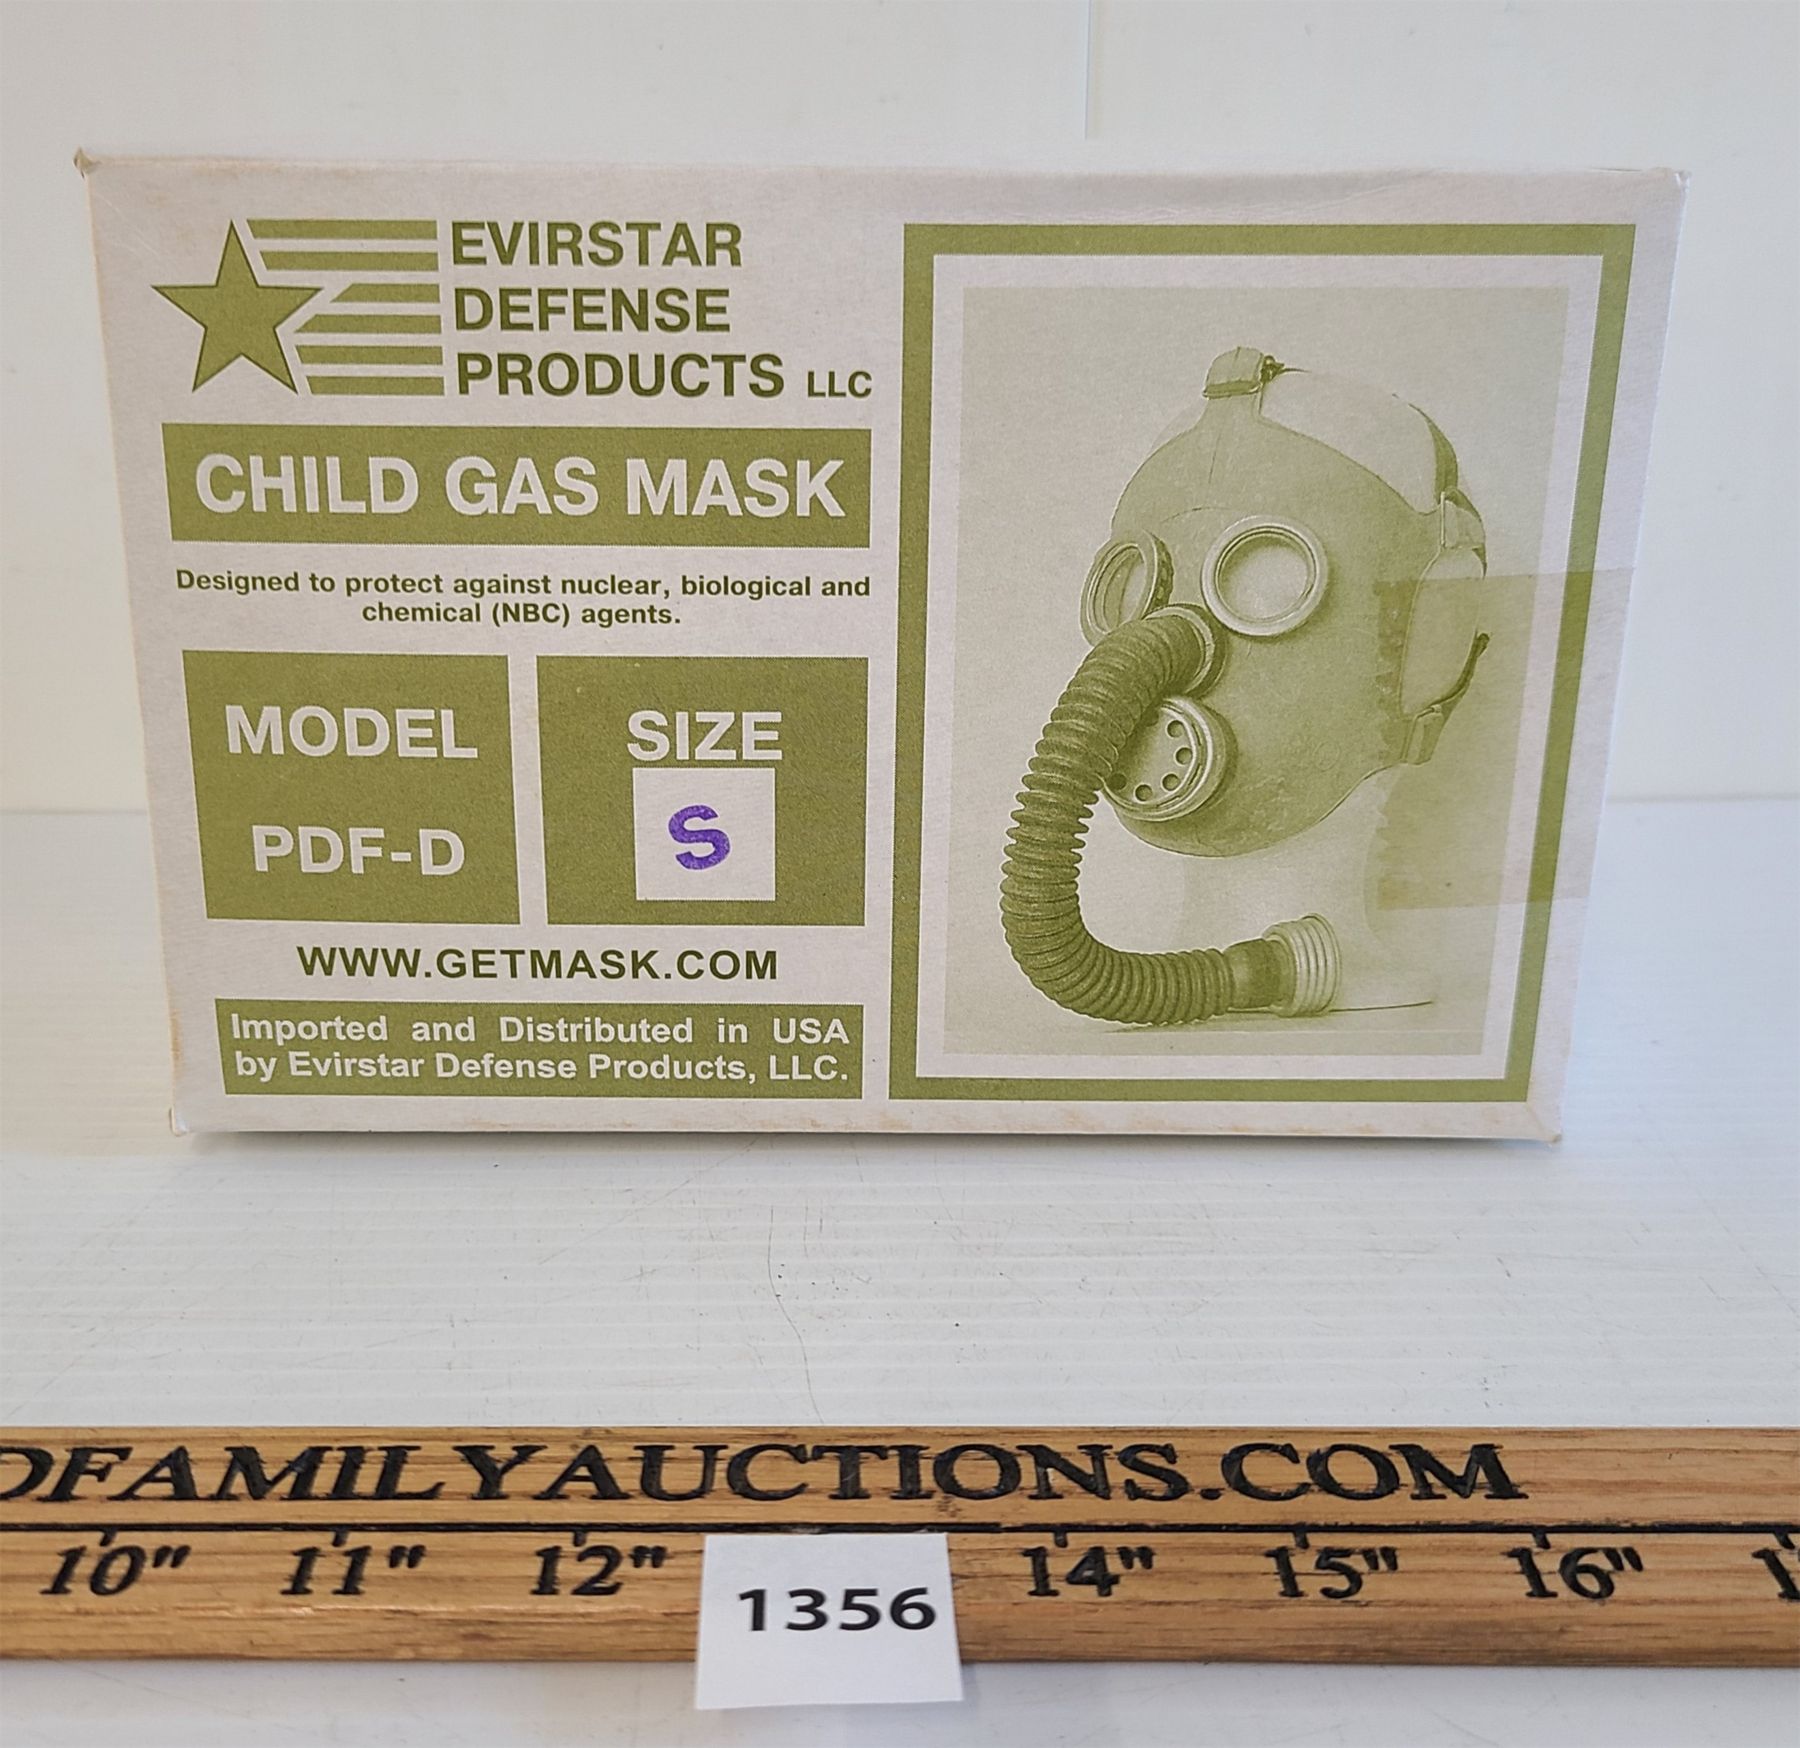 EVIRSTAR
DEFENSE
PRODUCTS LLC
CHILD GAS MASK
Designed to protect against nuclear, biological and
chemical (NBC) agents.
MODEL
PDF-D
SIZE
S
WWW.GETMASK.COM
Imported and Distributed in USA
by Evirstar Defense Products, LLC.
DFAMILYAUCTIONS.COM
10" 11" 12" 14" 15" 16"
1356